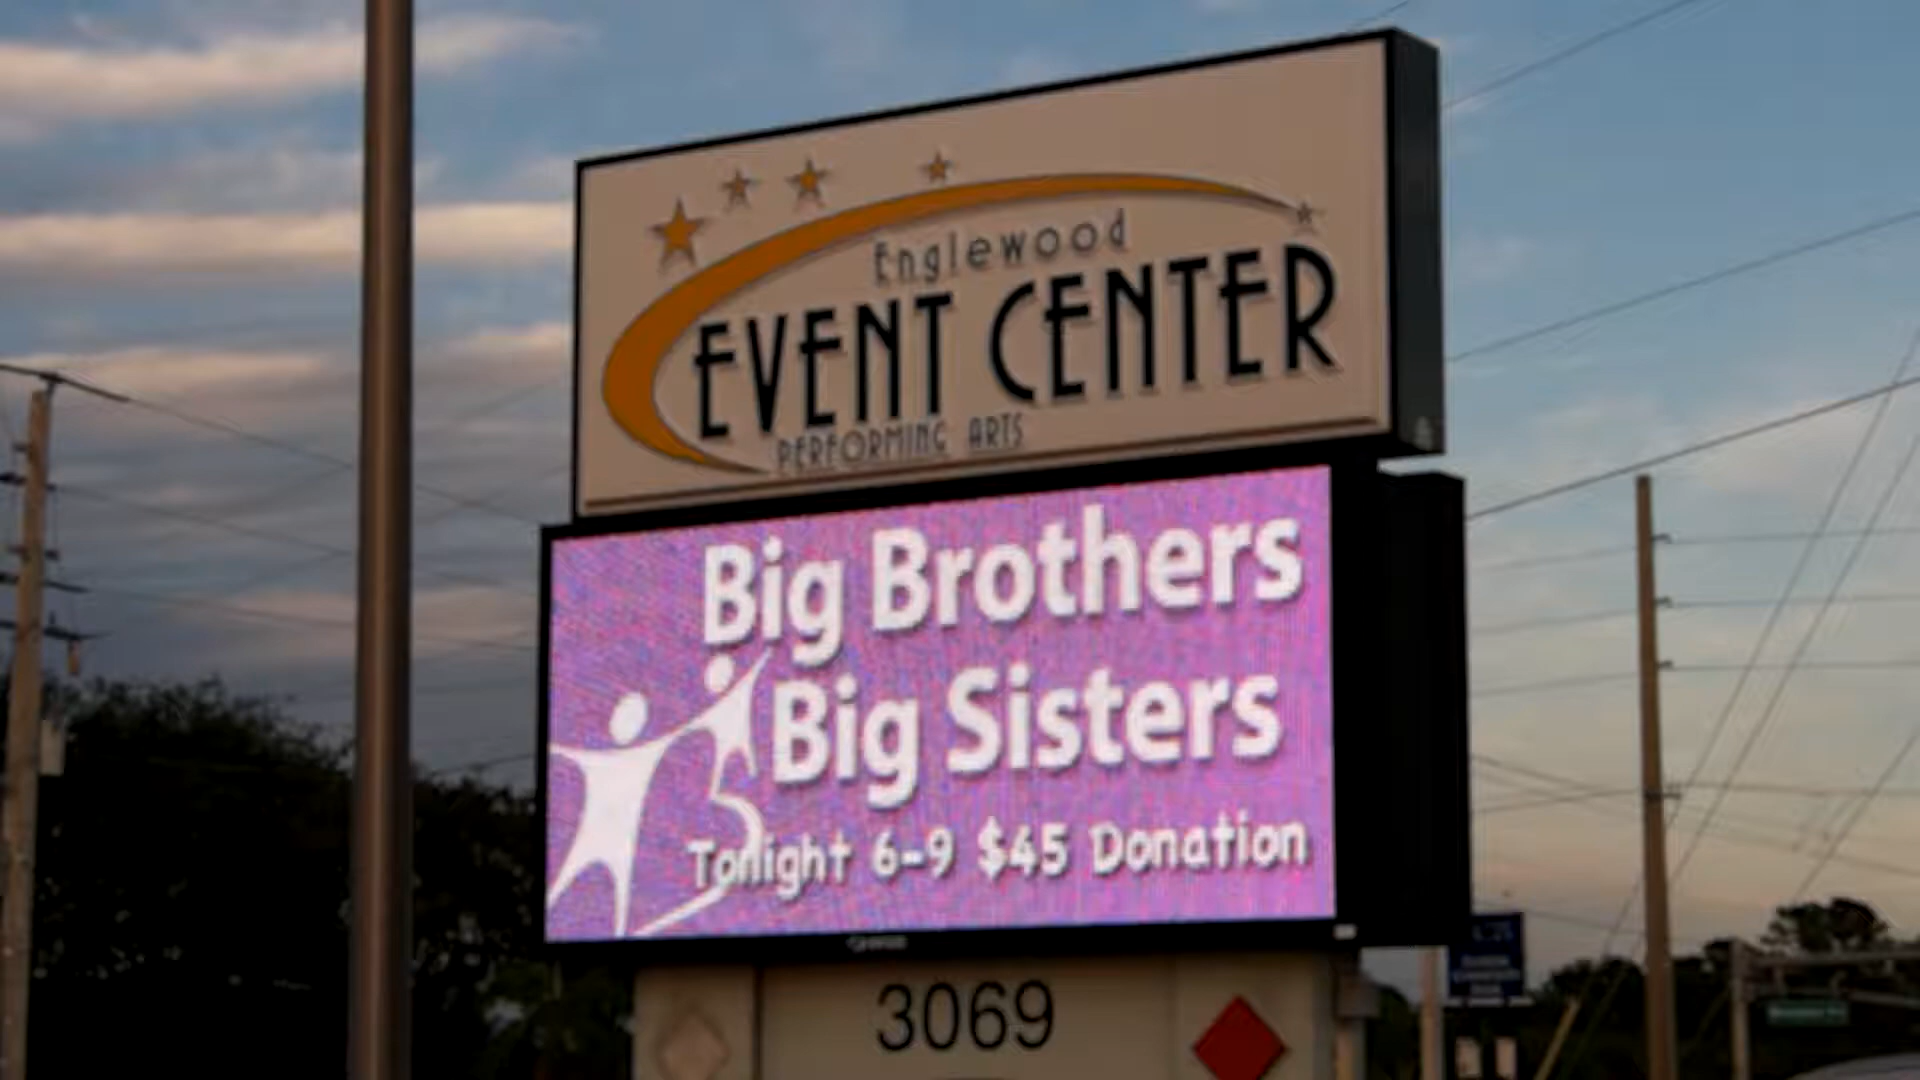 Englewood
EVENT CENTER
PERFORMING ARTS
Big Brothers
Big Sisters
Tonight 6-9 $45 Donation
3069